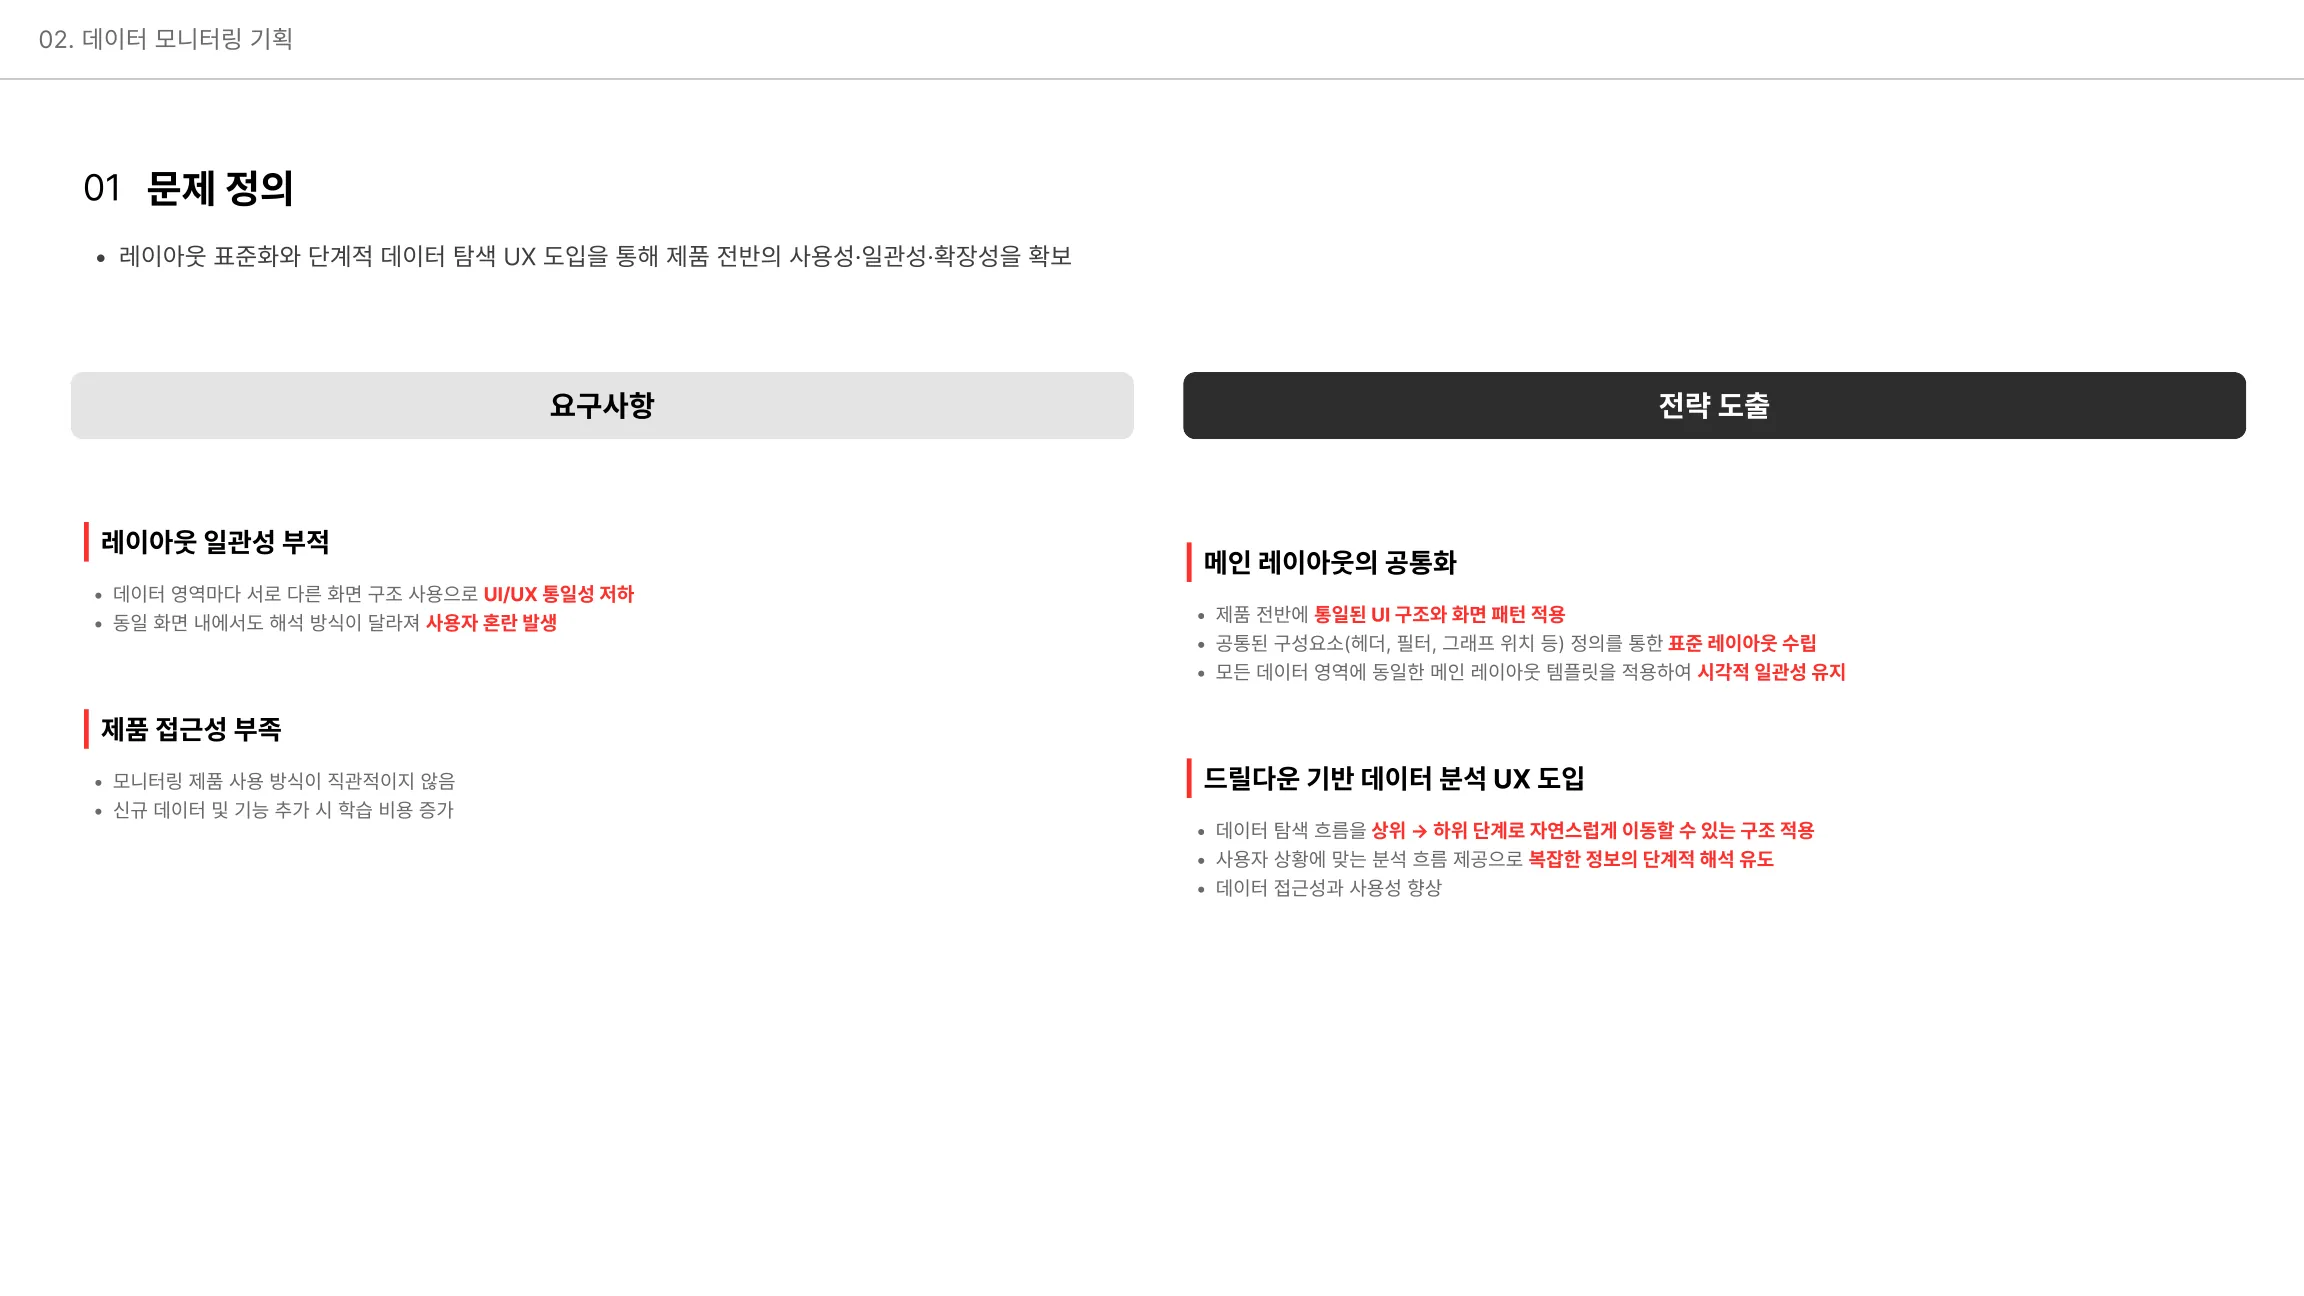 02. 데이터 모니터링 기획
01 문제 정의
• 레이아웃 표준화와 단계적 데이터 탐색 UX 도입을 통해 제품 전반의 사용성·일관성·확장성을 확보
요구사항
레이아웃 일관성 부적
• 데이터 영역마다 서로 다른 화면 구조 사용으로 UI/UX 통일성 저하
• 동일 화면 내에서도 해석 방식이 달라져 사용자 혼란 발생
제품 접근성 부족
• 모니터링 제품 사용 방식이 직관적이지 않음
• 신규 데이터 및 기능 추가 시 학습 비용 증가
전략 도출
메인 레이아웃의 공통화
• 제품 전반에 통일된 UI 구조와 화면 패턴 적용
• 공통된 구성요소(헤더, 필터, 그래프 위치 등) 정의를 통한 표준 레이아웃 수립
• 모든 데이터 영역에 동일한 메인 레이아웃 템플릿을 적용하여 시각적 일관성 유지
드릴다운 기반 데이터 분석 UX 도입
• 데이터 탐색 흐름을 상위 → 하위 단계로 자연스럽게 이동할 수 있는 구조 적용
• 사용자 상황에 맞는 분석 흐름 제공으로 복잡한 정보의 단계적 해석 유도
• 데이터 접근성과 사용성 향상